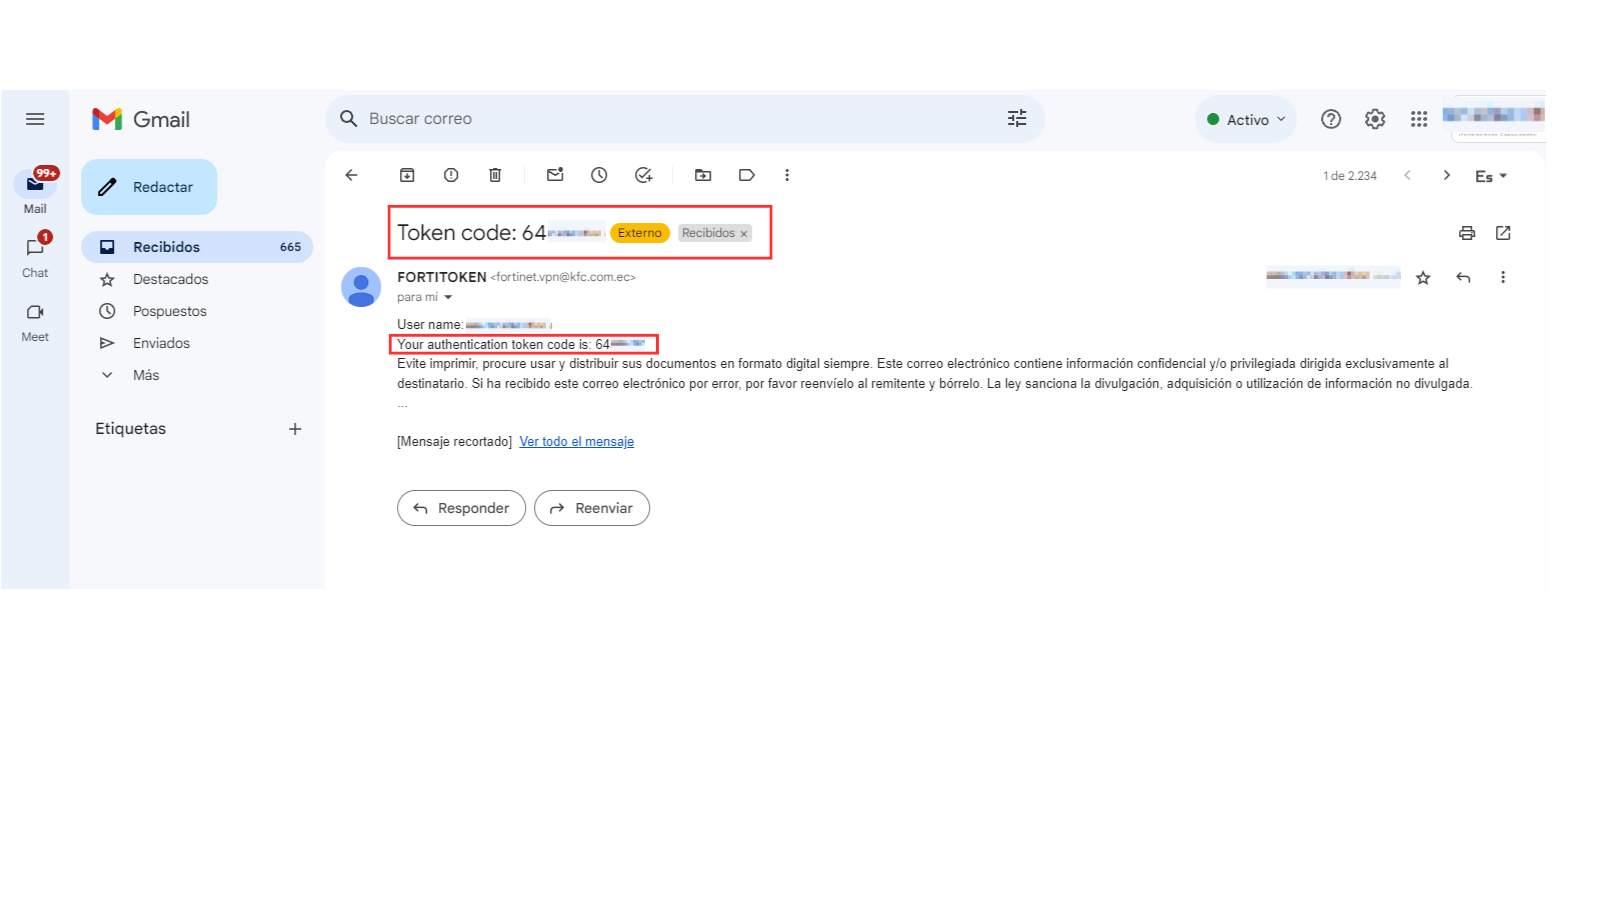 Gmail
Buscar correo
Activo
99+
Mail
Redactar
1 de 2.234
Es
1
Chat
Recibidos 665
Destacados
Pospuestos
Enviados
Más
Meet
Etiquetas
Token code: 64
Externo
Recibidos ×
FORTITOKEN <fortinet.vpn@kfc.com.ec>
para mí
User name:
Your authentication token code is: 64
Evite imprimir, procure usar y distribuir sus documentos en formato digital siempre. Este correo electrónico contiene información confidencial y/o privilegiada dirigida exclusivamente al
destinatario. Si ha recibido este correo electrónico por error, por favor reenvíelo al remitente y bórrelo. La ley sanciona la divulgación, adquisición o utilización de información no divulgada.
...
[Mensaje recortado] Ver todo el mensaje
Responder
Reenviar